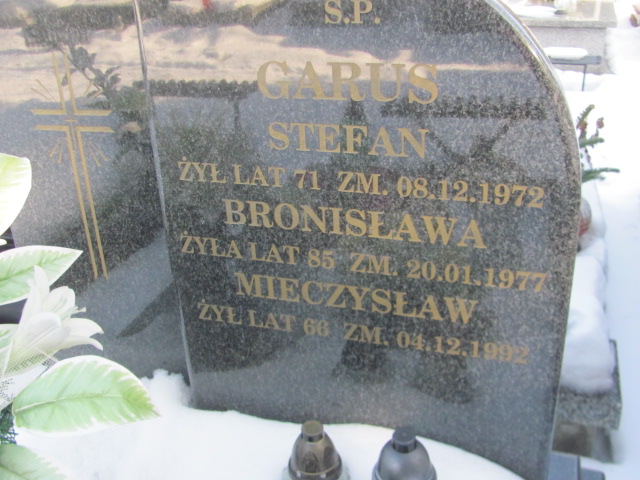 Ś.P.
GARUS
STEFAN
ŻYŁ LAT 71 ZM. 08.12.1972
BRONISŁAWA
ŻYŁA LAT 85 ZM. 20.01.1977
MIECZYSŁAW
ŻYŁ LAT 66 ZM. 04.12.1992